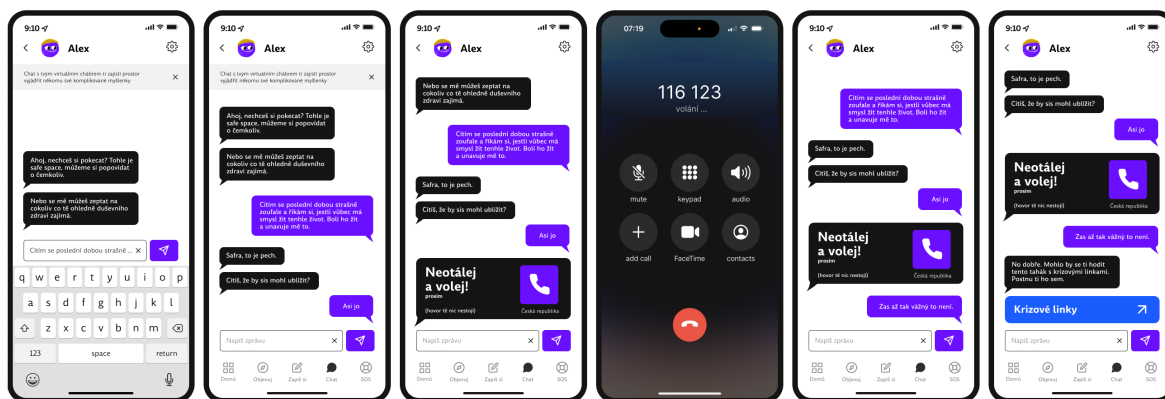 9:10
Alex
Chat s tvým virtuálním chábrem ti zajistí prostor
vyjádřit někomu své komplikované myšlenky
Ahoj, nechceš si pokecat? Tohle je
safe space, můžeme si popovídat
o čemkoliv.
Nebo se mě můžeš zeptat na
cokoliv co tě ohledně duševního
zdraví zajímá.
Cítím se poslední dobou strašně ...
q w e r t y u i o p
a s d f g h j k l
z x c v b n m
123
space
return
9:10
Alex
Chat s tvým virtuálním chábrem ti zajistí prostor
vyjádřit někomu své komplikované myšlenky
Ahoj, nechceš si pokecat? Tohle je
safe space, můžeme si popovídat
o čemkoliv.
Nebo se mě můžeš zeptat na
cokoliv co tě ohledně duševního
zdraví zajímá.
Cítím se poslední dobou strašně
zoufale a říkám si, jestli vůbec má
smysl žít tenhle život. Bolí ho žít
a unavuje mě to.
Safra, to je pech.
Cítíš, že by sis mohl ublížit?
Asi jo
Napiš zprávu
Domů
Objevuj
Zapiš si
Chat
SOS
9:10
Alex
Nebo se mě můžeš zeptat na
cokoliv co tě ohledně duševního
zdraví zajímá.
Cítím se poslední dobou strašně
zoufale a říkám si, jestli vůbec má
smysl žít tenhle život. Bolí ho žít
a unavuje mě to.
Safra, to je pech.
Cítíš, že by sis mohl ublížit?
Asi jo
Neotálej
a volej!
prosím
(hovor tě nic nestojí)
Česká republika
Napiš zprávu
Domů
Objevuj
Zapiš si
Chat
SOS
07:19
116 123
volání ...
mute
keypad
audio
add call
FaceTime
contacts
9:10
Alex
Cítím se poslední dobou strašně
zoufale a říkám si, jestli vůbec má
smysl žít tenhle život. Bolí ho žít
a unavuje mě to.
Safra, to je pech.
Cítíš, že by sis mohl ublížit?
Asi jo
Neotálej
a volej!
prosím
(hovor tě nic nestojí)
Česká republika
Zas až tak vážný to není.
Napiš zprávu
Domů
Objevuj
Zapiš si
Chat
SOS
9:10
Alex
Safra, to je pech.
Cítíš, že by sis mohl ublížit?
Asi jo
Neotálej
a volej!
prosím
(hovor tě nic nestojí)
Česká republika
Zas až tak vážný to není.
No dobře. Mohlo by se ti hodit
tento tahák s krizovými linkami.
Postnu ti ho sem.
Krizové linky
Napiš zprávu
Domů
Objevuj
Zapiš si
Chat
SOS